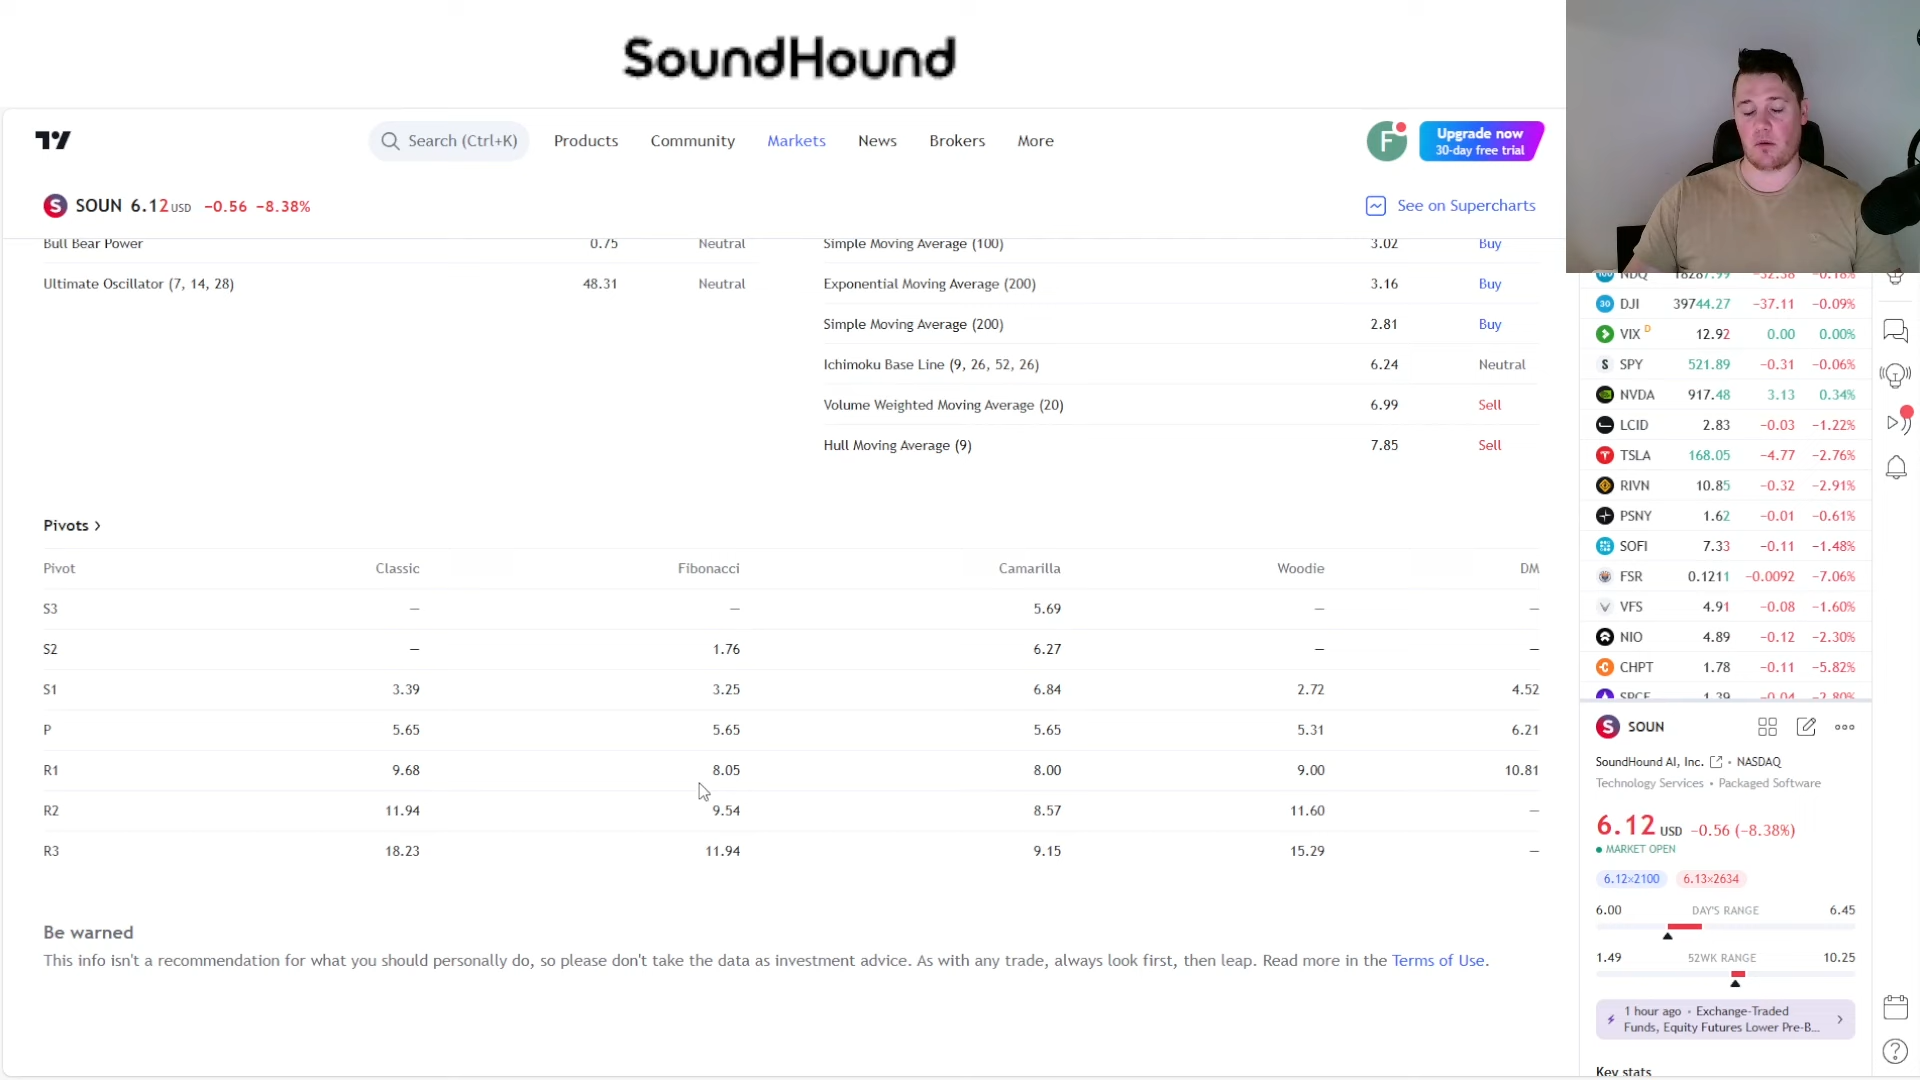 SoundHound
Search (Ctrl+K)
Products
Community
Markets
News
Brokers
More
F
Upgrade now
30-day free trial
S SOUN 6.12 USD −0.56 −8.38%
See on Supercharts
Bull Bear Power 0.75 Neutral
Ultimate Oscillator (7, 14, 28) 48.31 Neutral
Simple Moving Average (100) 3.02 Buy
Exponential Moving Average (200) 3.16 Buy
Simple Moving Average (200) 2.81 Buy
Ichimoku Base Line (9, 26, 52, 26) 6.24 Neutral
Volume Weighted Moving Average (20) 6.99 Sell
Hull Moving Average (9) 7.85 Sell
Pivots >
Pivot Classic Fibonacci Camarilla Woodie DM
S3 — — 5.69 — —
S2 — 1.76 6.27 — —
S1 3.39 3.25 6.84 2.72 4.52
P 5.65 5.65 5.65 5.31 6.21
R1 9.68 8.05 8.00 9.00 10.81
R2 11.94 9.54 8.57 11.60 —
R3 18.23 11.94 9.15 15.29 —
Be warned
This info isn't a recommendation for what you should personally do, so please don't take the data as investment advice. As with any trade, always look first, then leap. Read more in the Terms of Use.
NDQ 18287.99 −32.38 −0.18%
30 DJI 39744.27 −37.11 −0.09%
VIX D 12.92 0.00 0.00%
S SPY 521.89 −0.31 −0.06%
NVDA 917.48 3.13 0.34%
LCID 2.83 −0.03 −1.22%
TSLA 168.05 −4.77 −2.76%
RIVN 10.85 −0.32 −2.91%
PSNY 1.62 −0.01 −0.61%
SOFI 7.33 −0.11 −1.48%
FSR 0.1211 −0.0092 −7.06%
VFS 4.91 −0.08 −1.60%
NIO 4.89 −0.12 −2.30%
CHPT 1.78 −0.11 −5.82%
SPCE 1.39 −0.04 −2.80%
S SOUN
SoundHound AI, Inc. • NASDAQ
Technology Services • Packaged Software
6.12 USD −0.56 (−8.38%)
MARKET OPEN
6.12×2100 6.13×2634
6.00 DAY'S RANGE 6.45
1.49 52WK RANGE 10.25
1 hour ago • Exchange-Traded
Funds, Equity Futures Lower Pre-B...
Key stats